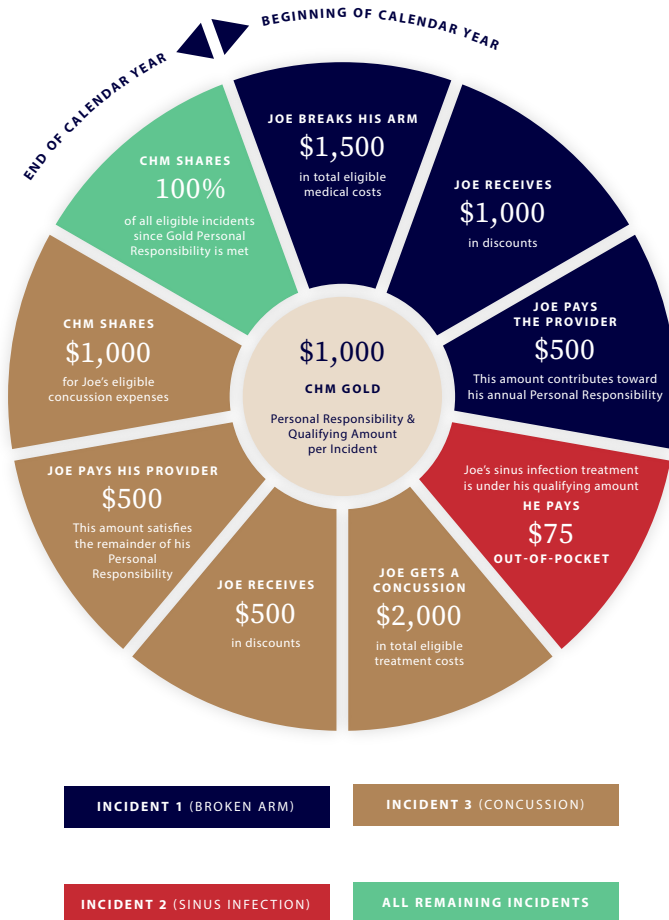 END OF CALENDAR YEAR
BEGINNING OF CALENDAR YEAR
JOE BREAKS HIS ARM
$1,500
in total eligible
medical costs
JOE RECEIVES
$1,000
in discounts
JOE PAYS
THE PROVIDER
$500
This amount contributes toward
his annual Personal Responsibility
Joe’s sinus infection treatment
is under his qualifying amount
HE PAYS
$75
OUT-OF-POCKET
JOE GETS A
CONCUSSION
$2,000
in total eligible
treatment costs
JOE RECEIVES
$500
in discounts
JOE PAYS HIS PROVIDER
$500
This amount satisfies
the remainder of his
Personal
Responsibility
CHM SHARES
$1,000
for Joe’s eligible
concussion expenses
CHM SHARES
100%
of all eligible incidents
since Gold Personal
Responsibility is met
$1,000
CHM GOLD
Personal Responsibility &
Qualifying Amount
per Incident
INCIDENT 1 (BROKEN ARM)
INCIDENT 3 (CONCUSSION)
INCIDENT 2 (SINUS INFECTION)
ALL REMAINING INCIDENTS